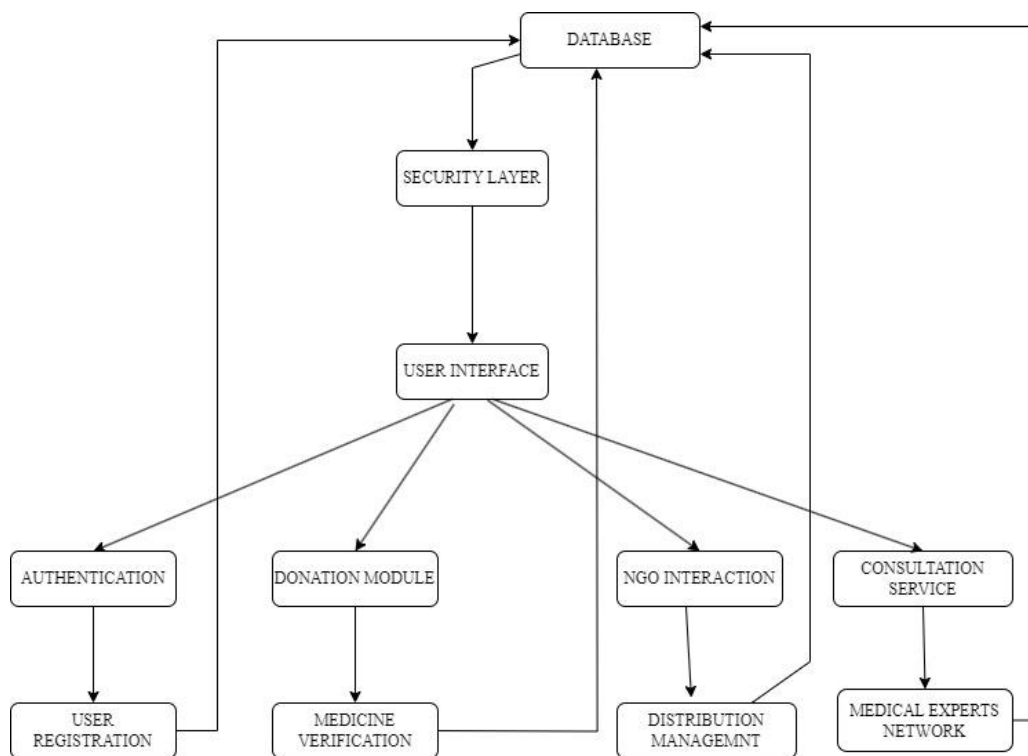 DATABASE
SECURITY LAYER
USER INTERFACE
AUTHENTICATION
DONATION MODULE
NGO INTERACTION
CONSULTATION
SERVICE
USER
REGISTRATION
MEDICINE
VERIFICATION
DISTRIBUTION
MANAGEMNT
MEDICAL EXPERTS
NETWORK